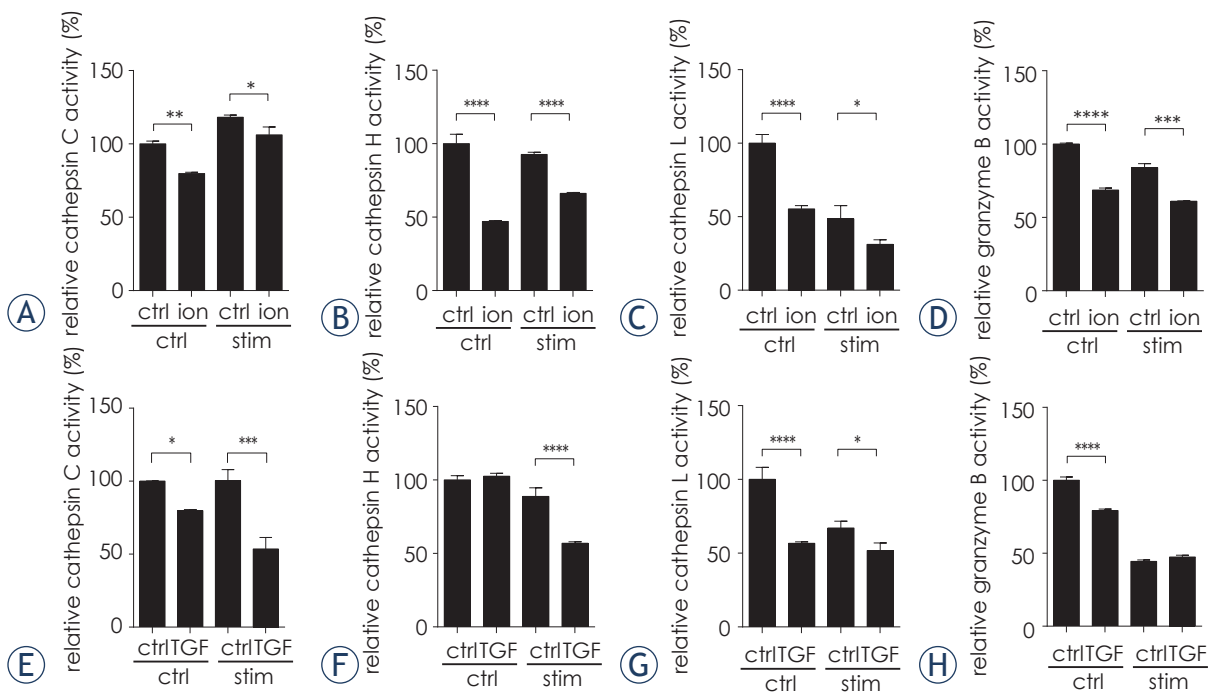 relative cathepsin C activity (%)
150
100
50
0
**
*
ctrl ion ctrl ion
ctrl stim
A
relative cathepsin H activity (%)
150
100
50
0
**** ****
ctrl ion ctrl ion
ctrl stim
B
relative cathepsin L activity (%)
150
100
50
0
**** *
ctrl ion ctrl ion
ctrl stim
C
relative granzyme B activity (%)
150
100
50
0
**** ***
ctrl ion ctrl ion
ctrl stim
D
relative cathepsin C activity (%)
150
100
50
0
* ***
ctrlTGF ctrlTGF
ctrl stim
E
relative cathepsin H activity (%)
150
100
50
0
****
ctrlTGF ctrlTGF
ctrl stim
F
relative cathepsin L activity (%)
150
100
50
0
**** *
ctrlTGF ctrlTGF
ctrl stim
G
relative granzyme B activity (%)
150
100
50
0
****
ctrlTGF ctrlTGF
ctrl stim
H